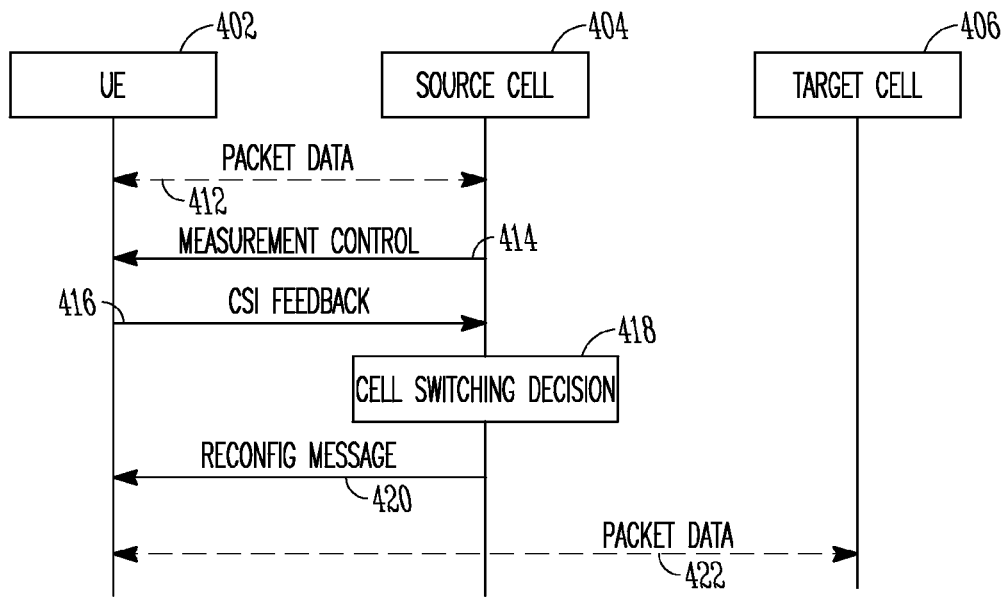 402
404
406
UE
SOURCE CELL
TARGET CELL
PACKET DATA
412
MEASUREMENT CONTROL
414
416
CSI FEEDBACK
418
CELL SWITCHING DECISION
RECONFIG MESSAGE
420
PACKET DATA
422